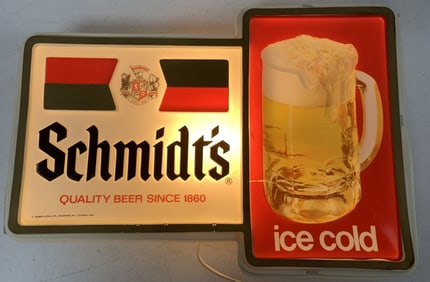 Schmidt's®
QUALITY BEER SINCE 1860
ice cold